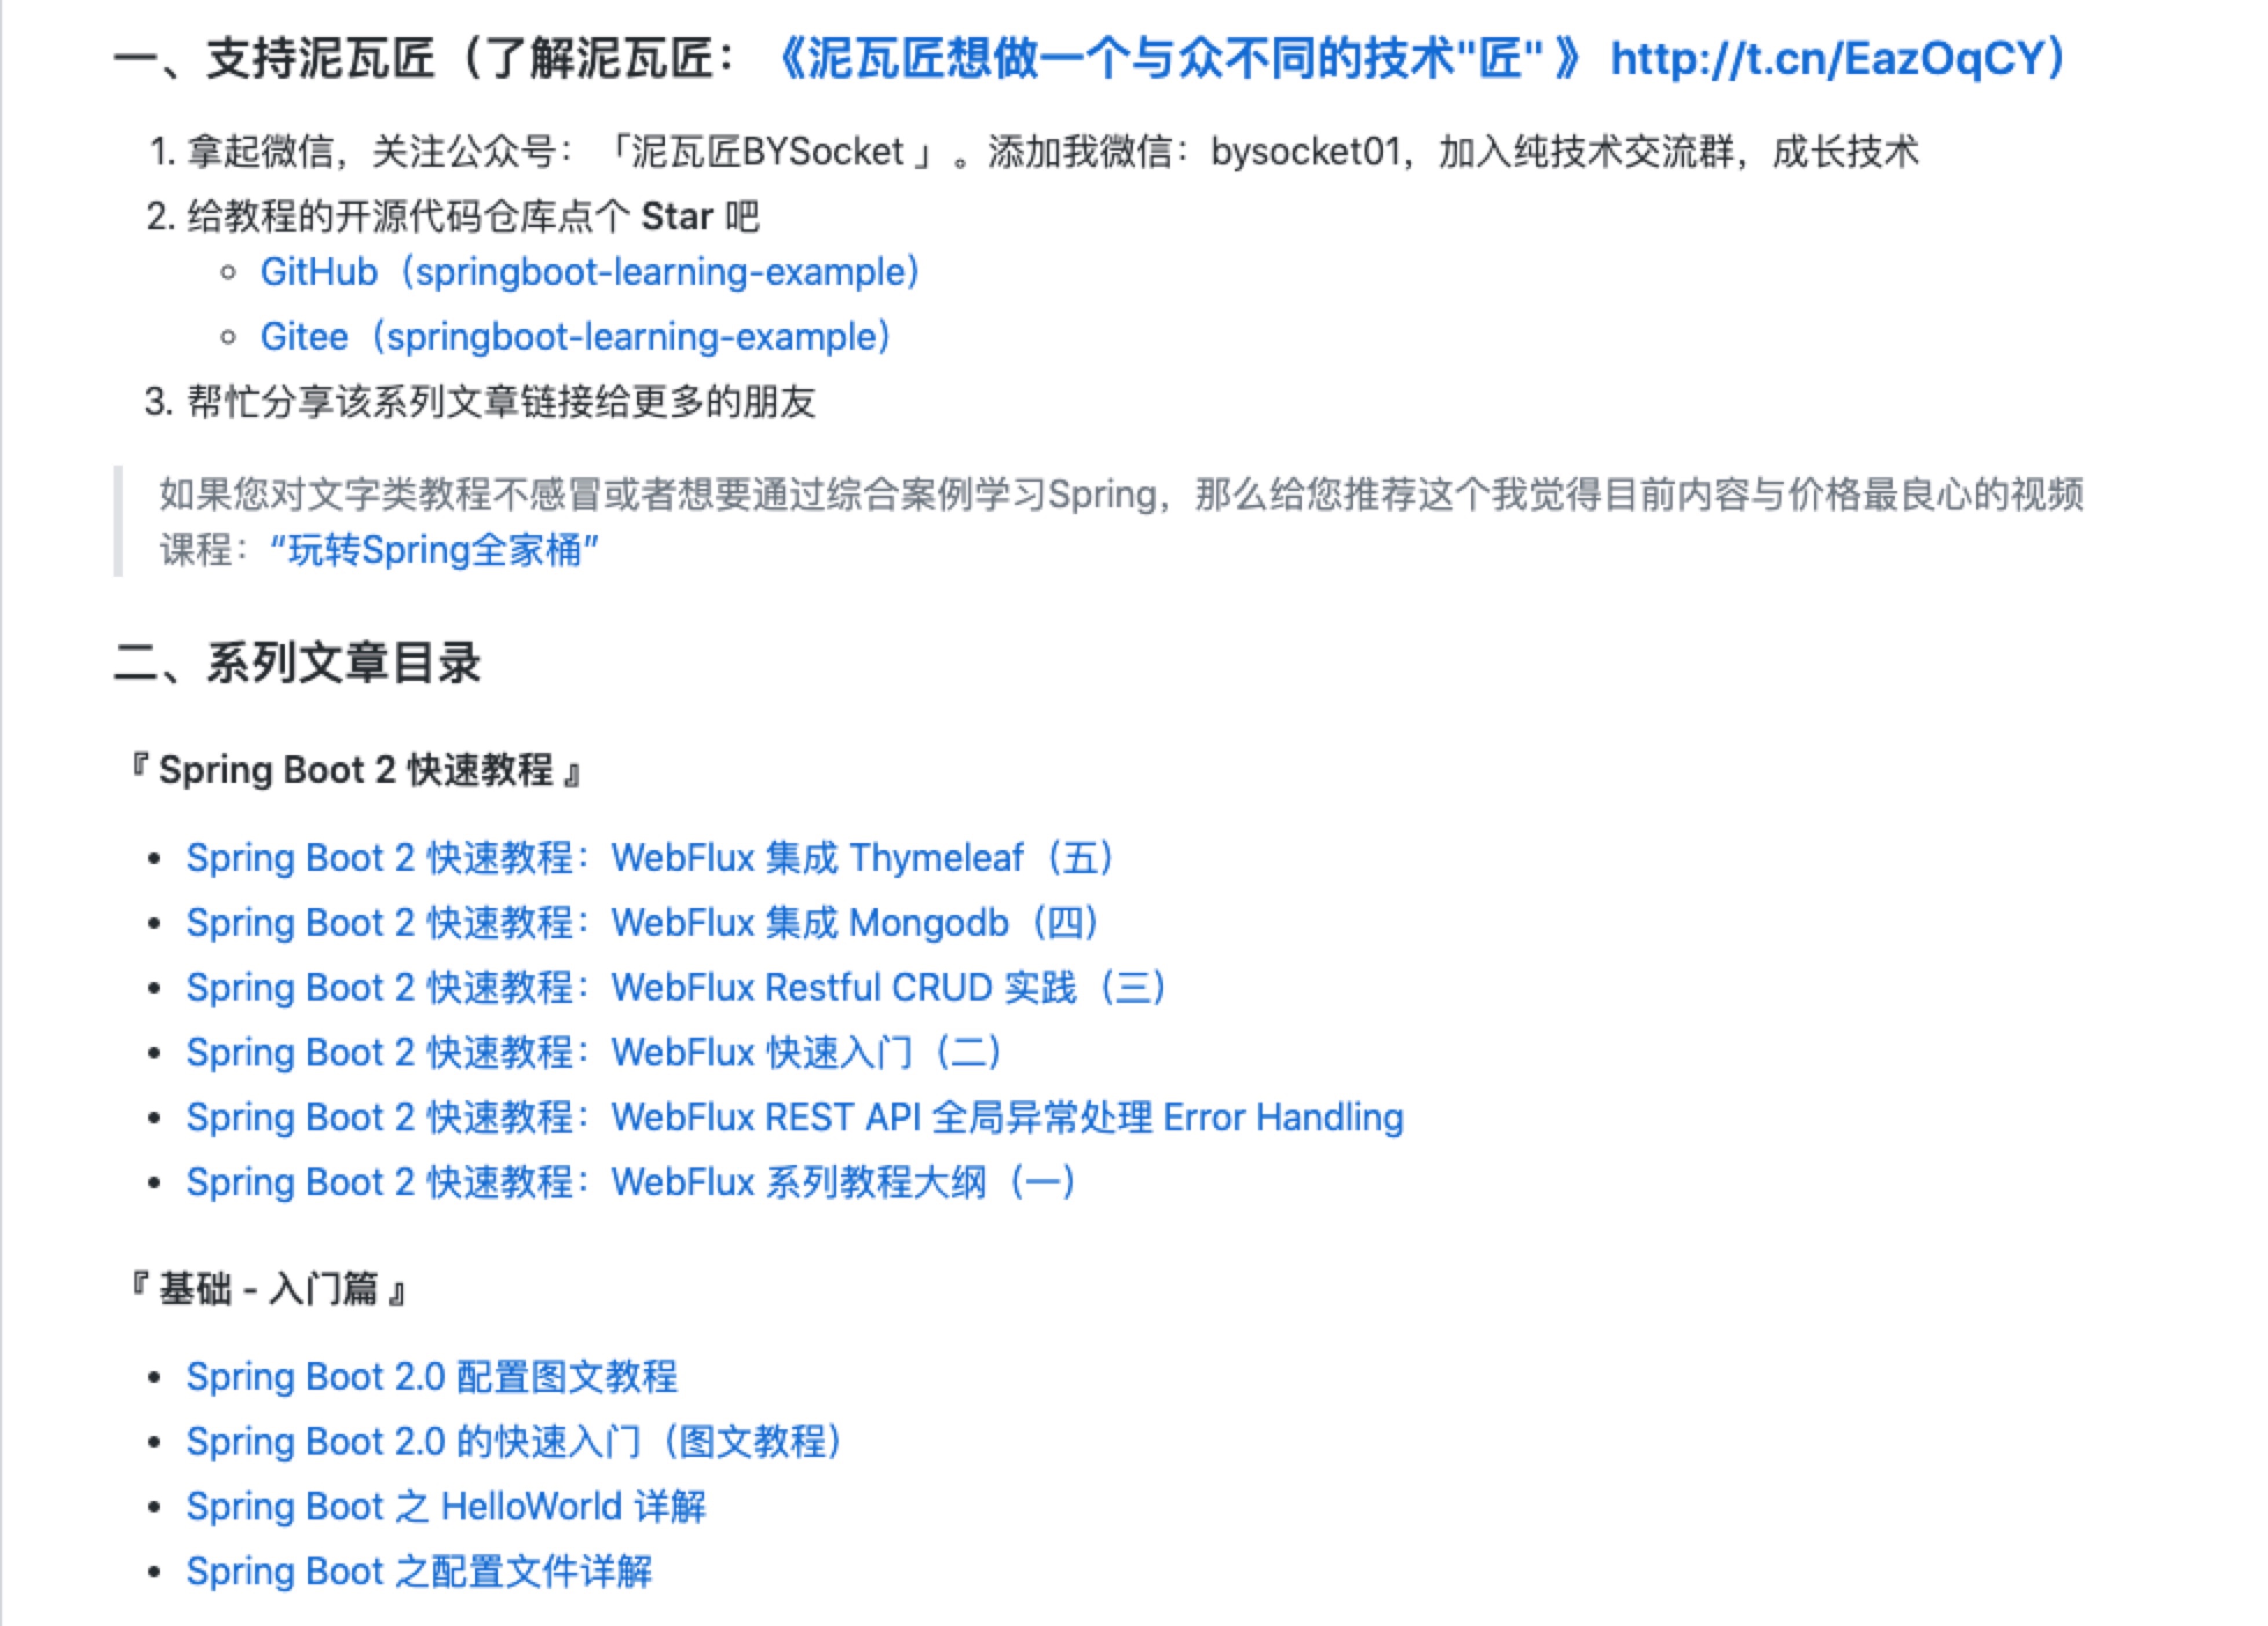 一、支持泥瓦匠（了解泥瓦匠：《泥瓦匠想做一个与众不同的技术"匠"》 http://t.cn/EazOqCY）
1. 拿起微信，关注公众号：「泥瓦匠BYSocket 」。添加我微信：bysocket01，加入纯技术交流群，成长技术
2. 给教程的开源代码仓库点个 Star 吧
GitHub（springboot-learning-example）
Gitee（springboot-learning-example）
3. 帮忙分享该系列文章链接给更多的朋友
如果您对文字类教程不感冒或者想要通过综合案例学习Spring，那么给您推荐这个我觉得目前内容与价格最良心的视频
课程：“玩转Spring全家桶”
二、系列文章目录
『 Spring Boot 2 快速教程 』
Spring Boot 2 快速教程：WebFlux 集成 Thymeleaf（五）
Spring Boot 2 快速教程：WebFlux 集成 Mongodb（四）
Spring Boot 2 快速教程：WebFlux Restful CRUD 实践（三）
Spring Boot 2 快速教程：WebFlux 快速入门（二）
Spring Boot 2 快速教程：WebFlux REST API 全局异常处理 Error Handling
Spring Boot 2 快速教程：WebFlux 系列教程大纲（一）
『 基础 - 入门篇 』
Spring Boot 2.0 配置图文教程
Spring Boot 2.0 的快速入门（图文教程）
Spring Boot 之 HelloWorld 详解
Spring Boot 之配置文件详解